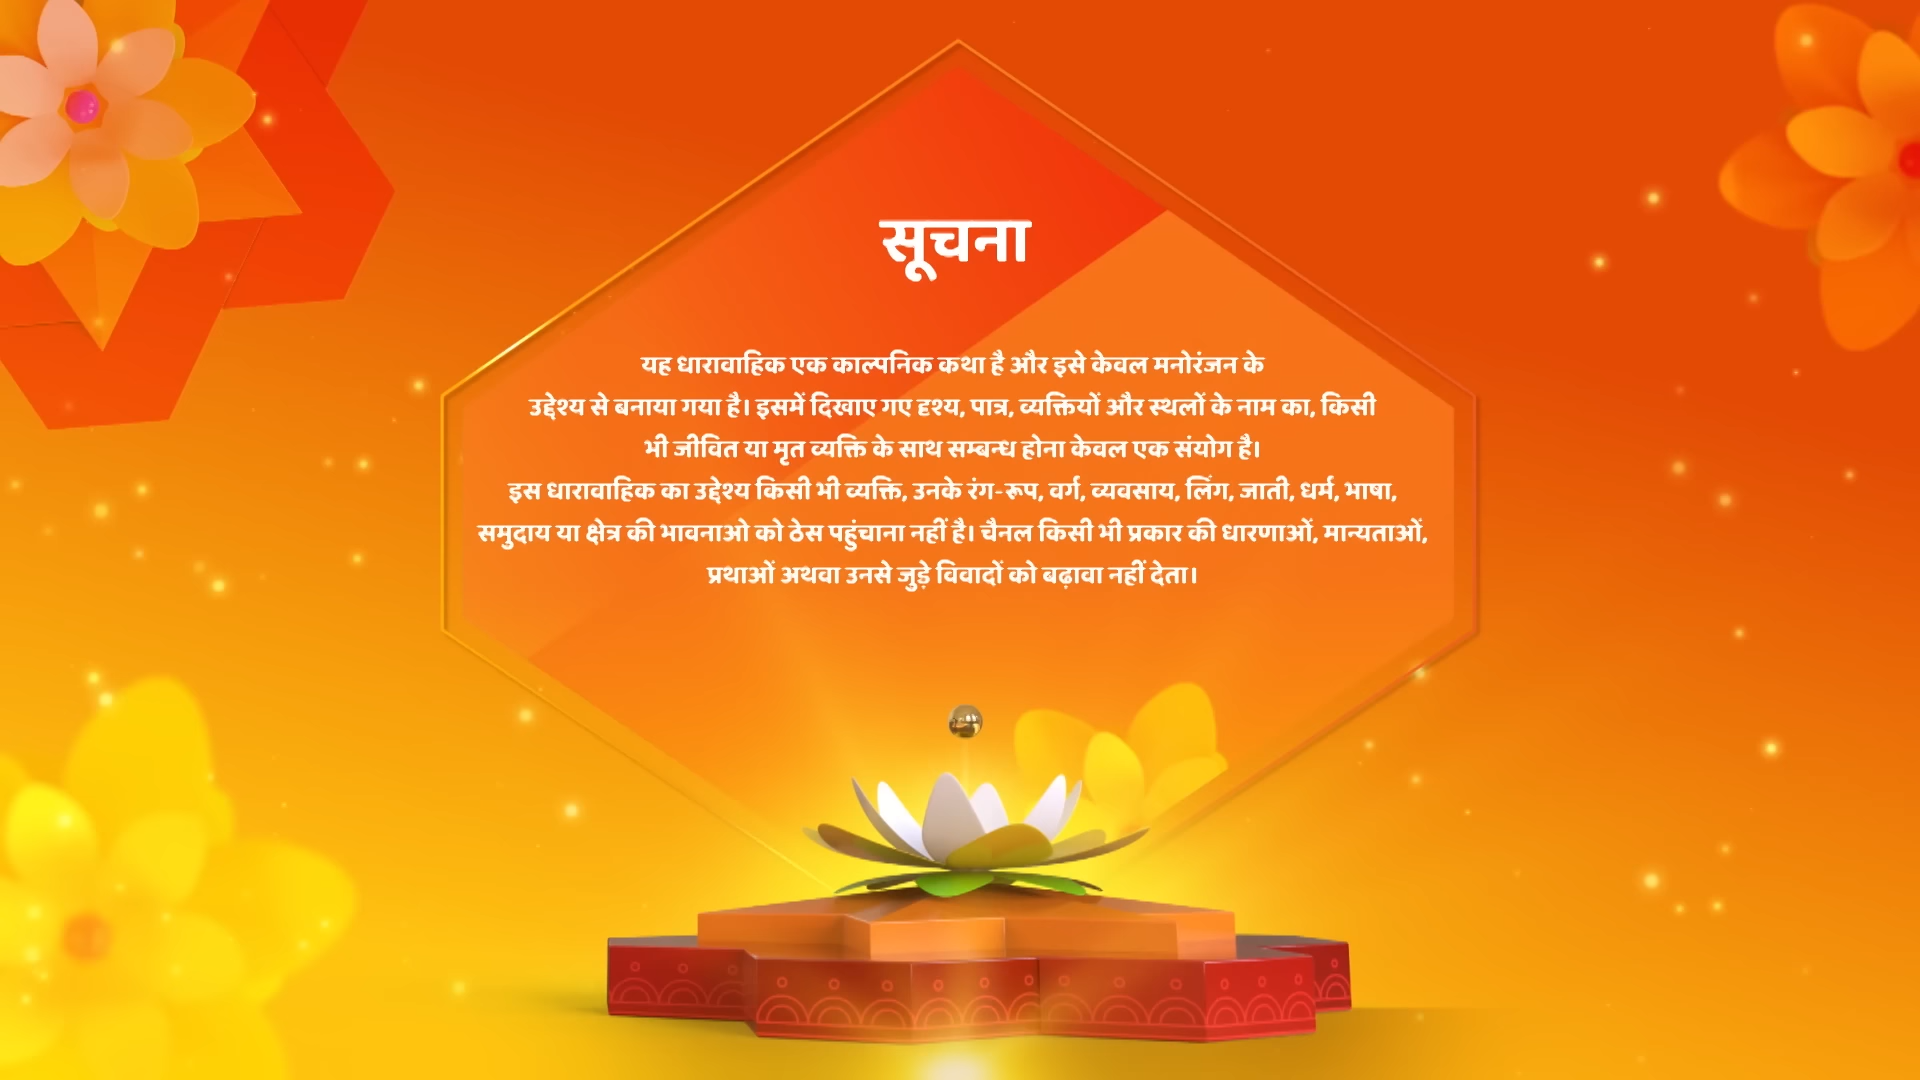 सूचना
यह धारावाहिक एक काल्पनिक कथा है और इसे केवल मनोरंजन के
उद्देश्य से बनाया गया है। इसमें दिखाए गए दृश्य, पात्र, व्यक्तियों और स्थलों के नाम का, किसी
भी जीवित या मृत व्यक्ति के साथ सम्बन्ध होना केवल एक संयोग है।
इस धारावाहिक का उद्देश्य किसी भी व्यक्ति, उनके रंग-रूप, वर्ग, व्यवसाय, लिंग, जाती, धर्म, भाषा,
समुदाय या क्षेत्र की भावनाओ को ठेस पहुंचाना नहीं है। चैनल किसी भी प्रकार की धारणाओं, मान्यताओं,
प्रथाओं अथवा उनसे जुड़े विवादों को बढ़ावा नहीं देता।